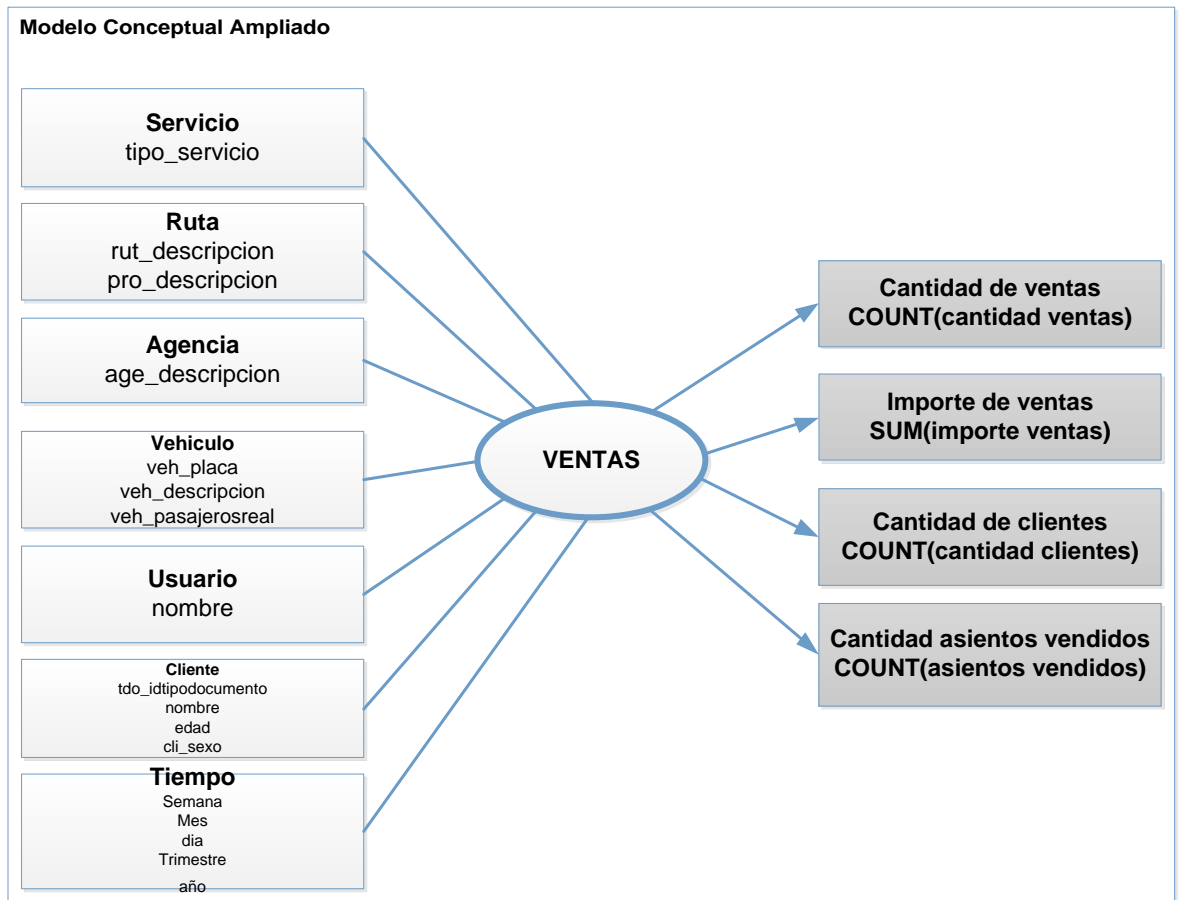 Modelo Conceptual Ampliado
Servicio
tipo_servicio
Ruta
rut_descripcion
pro_descripcion
Agencia
age_descripcion
Vehiculo
veh_placa
veh_descripcion
veh_pasajerosreal
Usuario
nombre
Cliente
tdo_idtipodocumento
nombre
edad
cli_sexo
Tiempo
Semana
Mes
dia
Trimestre
año
VENTAS
Cantidad de ventas
COUNT(cantidad ventas)
Importe de ventas
SUM(importe ventas)
Cantidad de clientes
COUNT(cantidad clientes)
Cantidad asientos vendidos
COUNT(asientos vendidos)